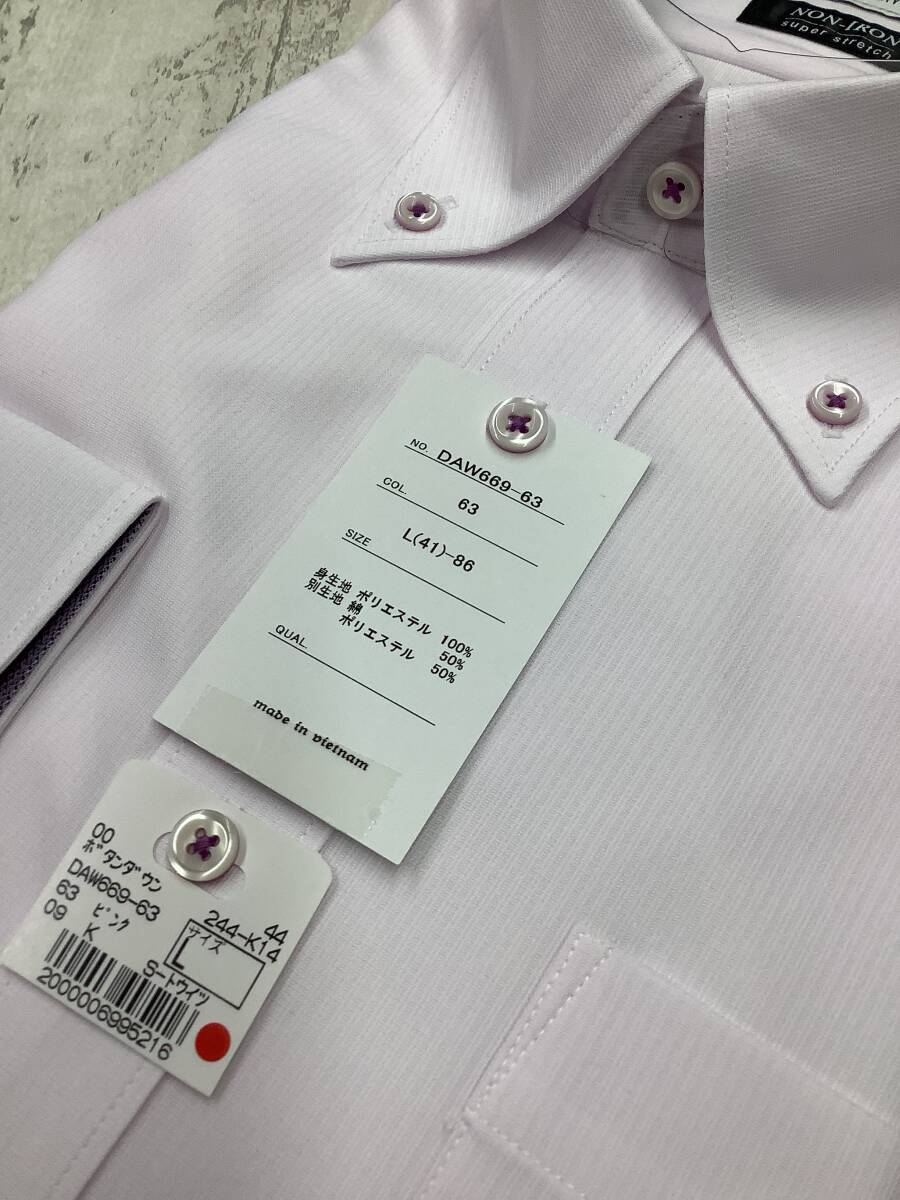 NON-IRON
super stretch
NO. DAW669-63
COL. 63
SIZE L(41)-86
身生地 ポリエステル 100%
別生地 綿 50%
ポリエステル 50%
QUAL.
made in vietnam
00
ボタンダウン
DAW669-63 44
63 ピンク 244-K14
09 K サイズ
L
S-トウイツ
2000006995216